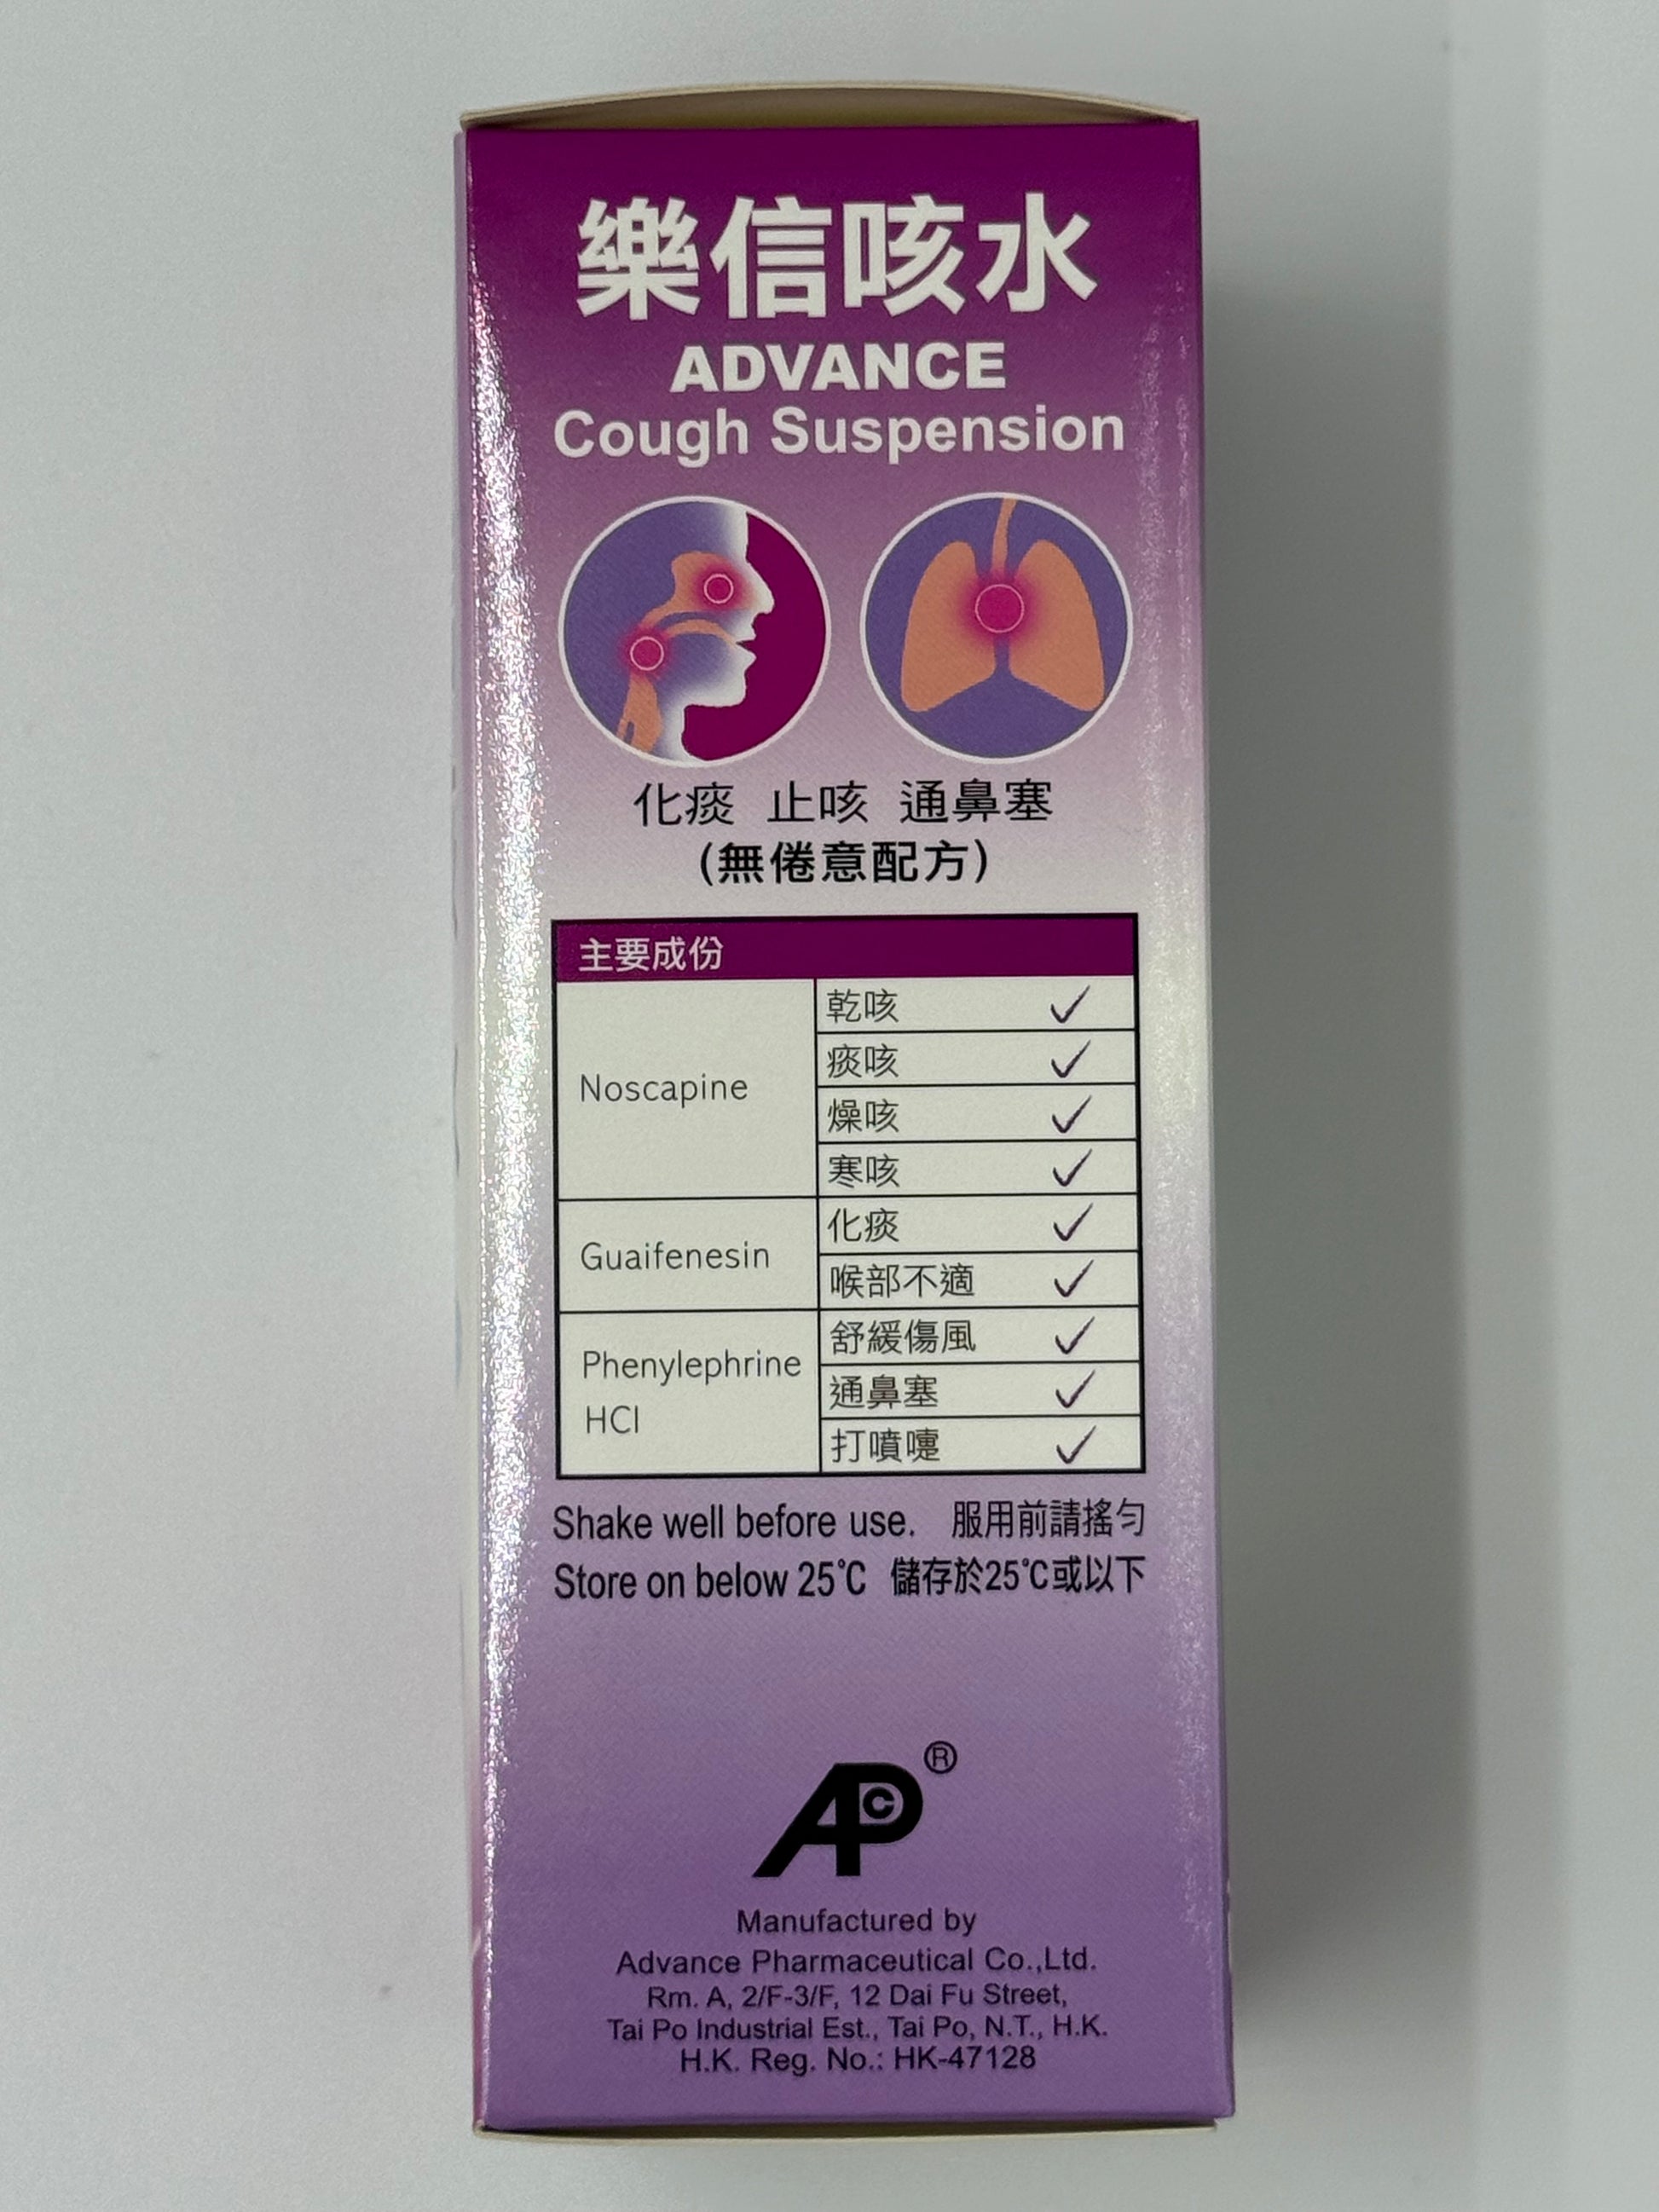 樂信咳水
ADVANCE
Cough Suspension
化痰 止咳 通鼻塞
(無倦意配方)
主要成份
Noscapine
乾咳 ✓
痰咳 ✓
燥咳 ✓
寒咳 ✓
Guaifenesin
化痰 ✓
喉部不適 ✓
Phenylephrine
HCl
舒緩傷風 ✓
通鼻塞 ✓
打噴嚏 ✓
Shake well before use. 服用前請搖勻
Store on below 25℃ 儲存於25℃或以下
APC®
Manufactured by
Advance Pharmaceutical Co.,Ltd.
Rm. A, 2/F-3/F, 12 Dai Fu Street,
Tai Po Industrial Est., Tai Po, N.T., H.K.
H.K. Reg. No.: HK-47128